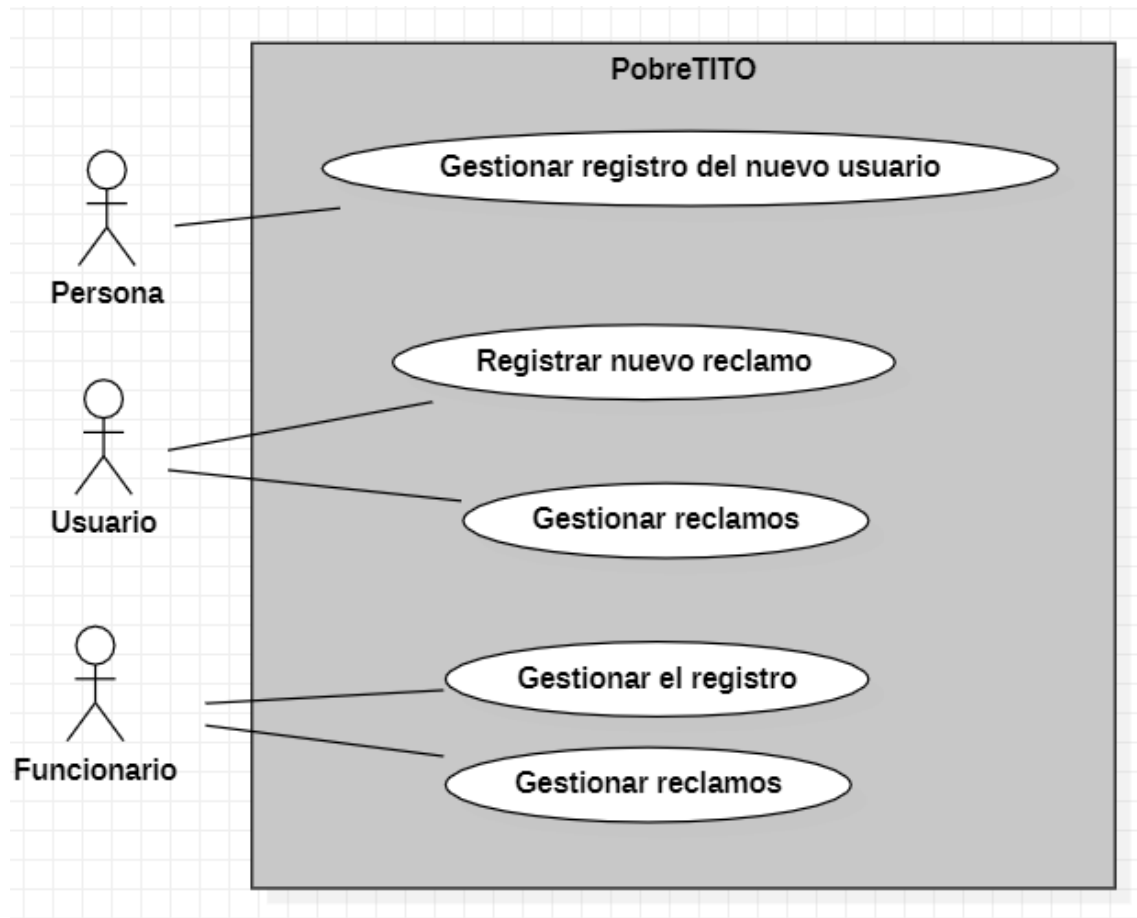 PobreTITO
Gestionar registro del nuevo usuario
Persona
Registrar nuevo reclamo
Usuario
Gestionar reclamos
Gestionar el registro
Funcionario
Gestionar reclamos